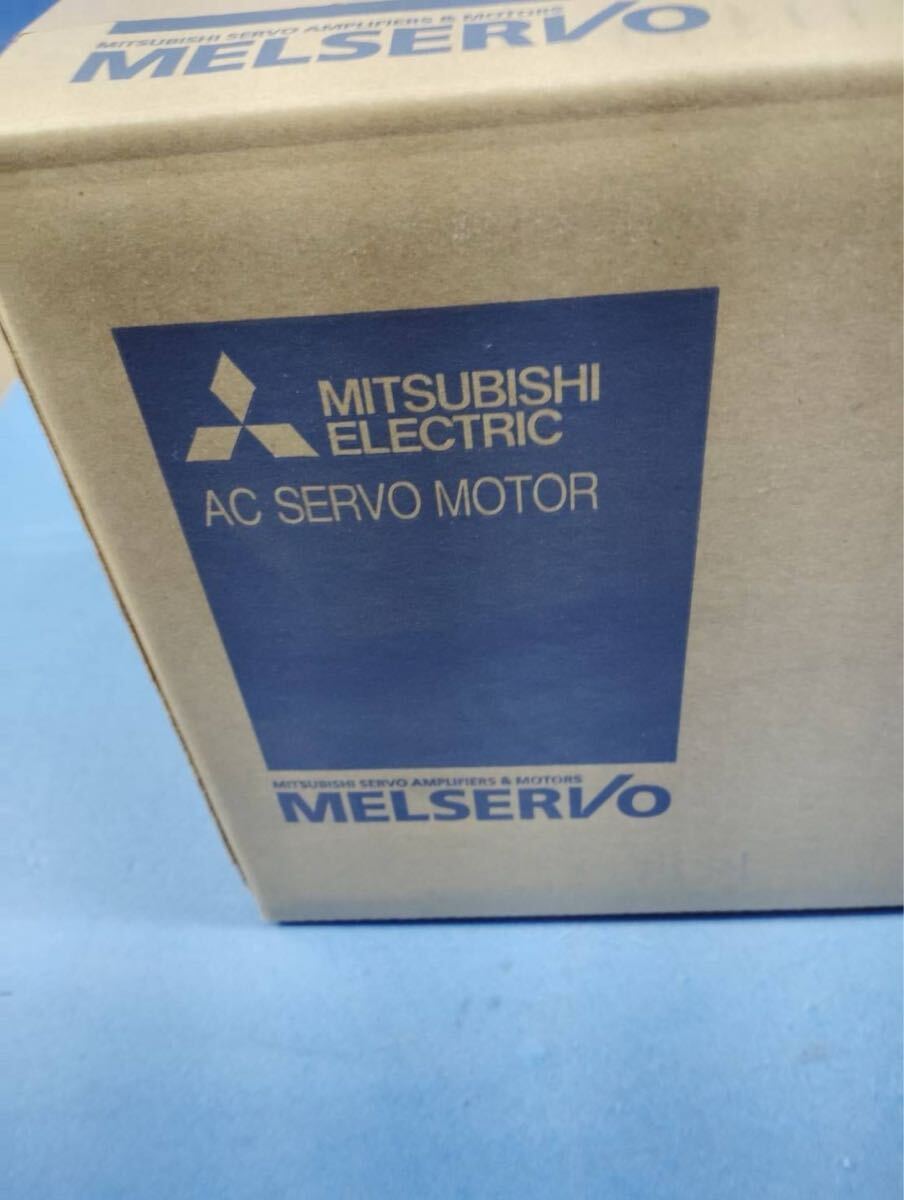 MITSUBISHI SERVO AMPLIFIERS & MOTORS
MELSERVO
MITSUBISHI
ELECTRIC
AC SERVO MOTOR
MITSUBISHI SERVO AMPLIFIERS & MOTORS
MELSERVO